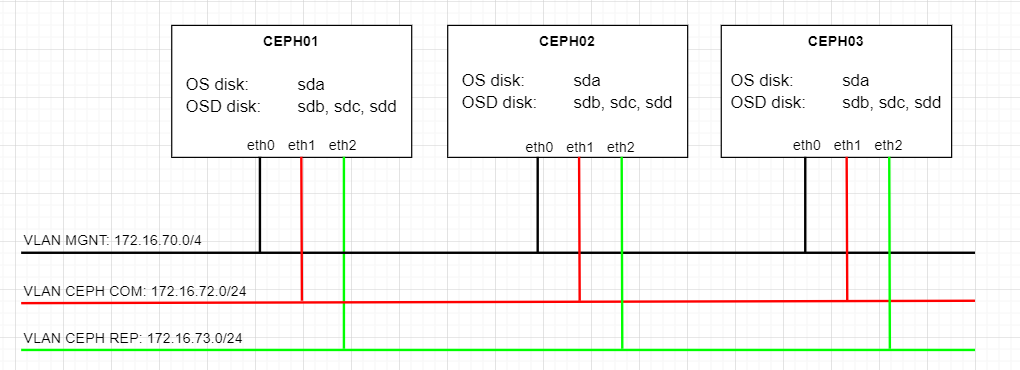 CEPH01
OS disk: sda
OSD disk: sdb, sdc, sdd
eth0 eth1 eth2
CEPH02
OS disk: sda
OSD disk: sdb, sdc, sdd
eth0 eth1 eth2
CEPH03
OS disk: sda
OSD disk: sdb, sdc, sdd
eth0 eth1 eth2
VLAN MGNT: 172.16.70.0/4
VLAN CEPH COM: 172.16.72.0/24
VLAN CEPH REP: 172.16.73.0/24